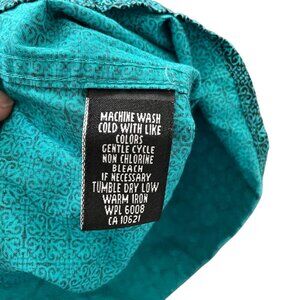 MACHINE WASH
COLD WITH LIKE
COLORS
GENTLE CYCLE
NON CHLORINE
BLEACH
IF NECESSARY
TUMBLE DRY LOW
WARM IRON
WPL 6008
CA 10521